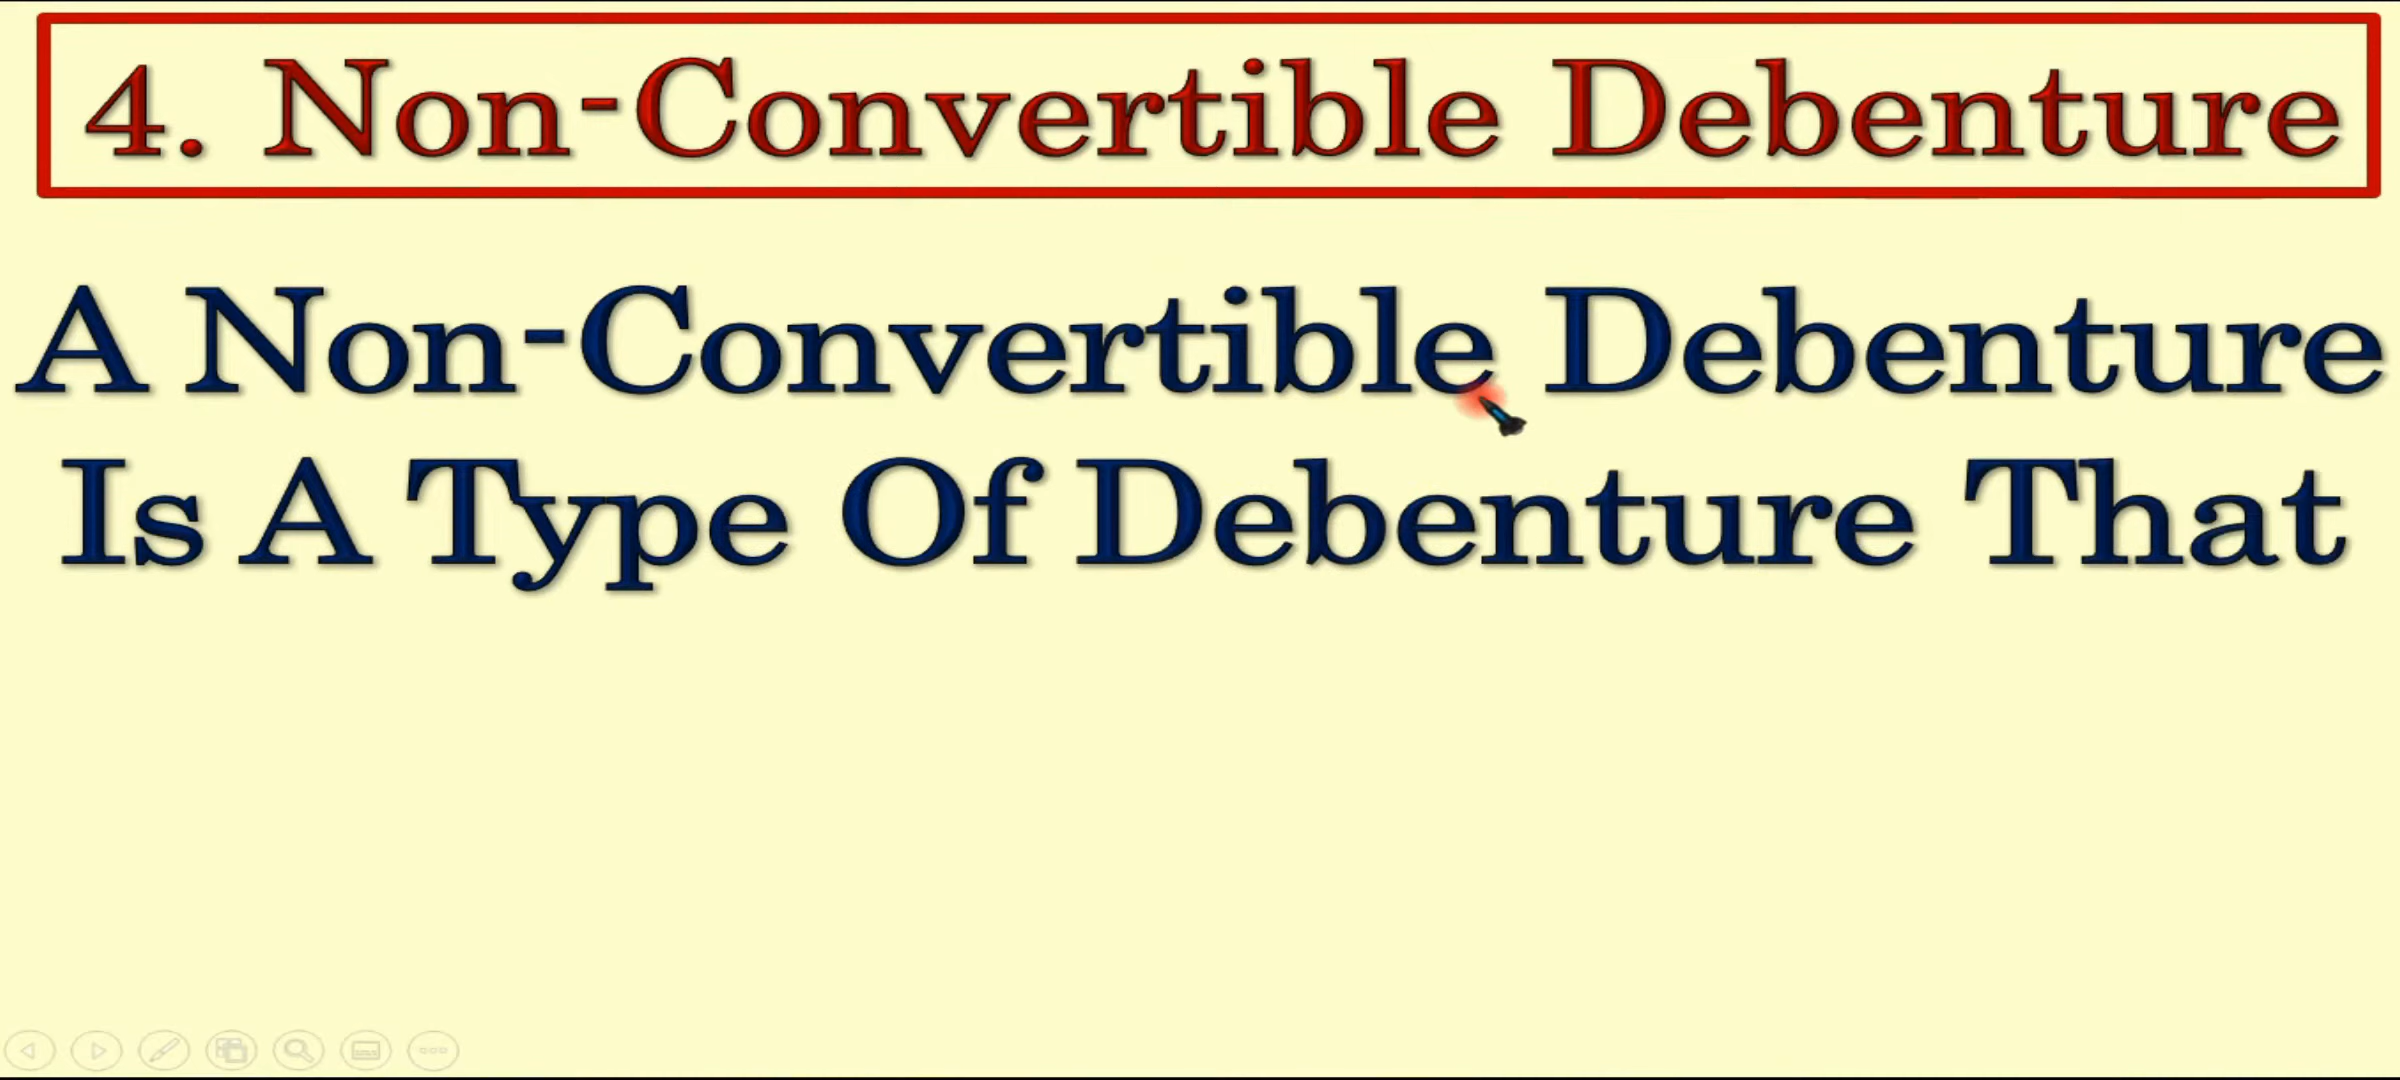 4. Non-Convertible Debenture
A Non-Convertible Debenture
Is A Type Of Debenture That